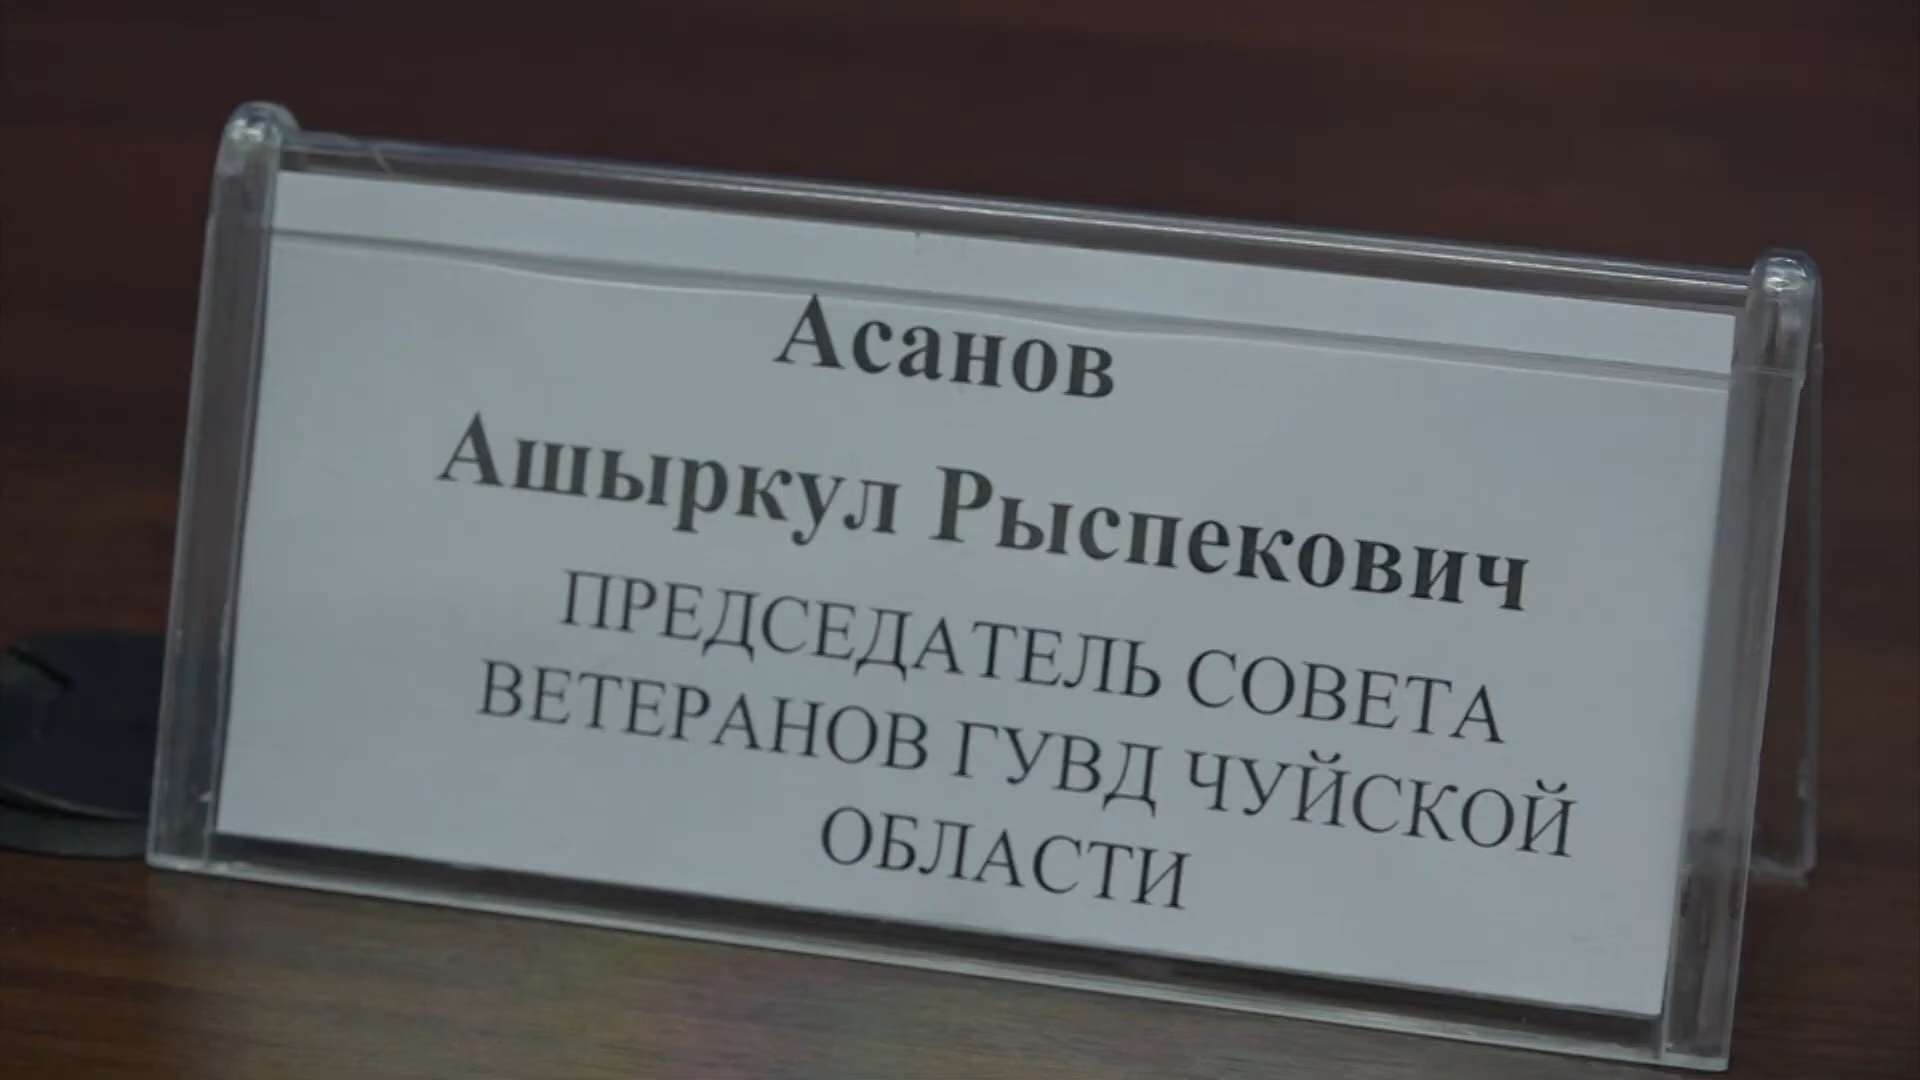 Асанов
Ашыркул Рыспекович
ПРЕДСЕДАТЕЛЬ СОВЕТА
ВЕТЕРАНОВ ГУВД ЧУЙСКОЙ
ОБЛАСТИ